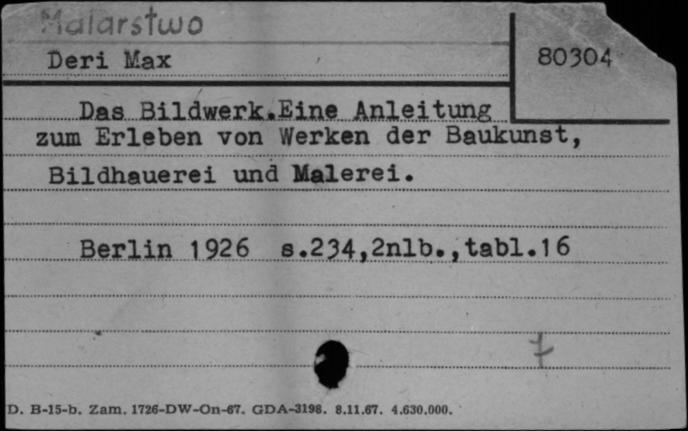 Malarstwo
Deri Max 80304
Das Bildwerk.Eine Anleitung
zum Erleben von Werken der Baukunst,
Bildhauerei und Malerei.
Berlin 1926 s.234,2nlb.,tabl.16
7
D. B-15-b. Zam. 1726-DW-On-67. GDA-3198. 8.11.67. 4.630.000.